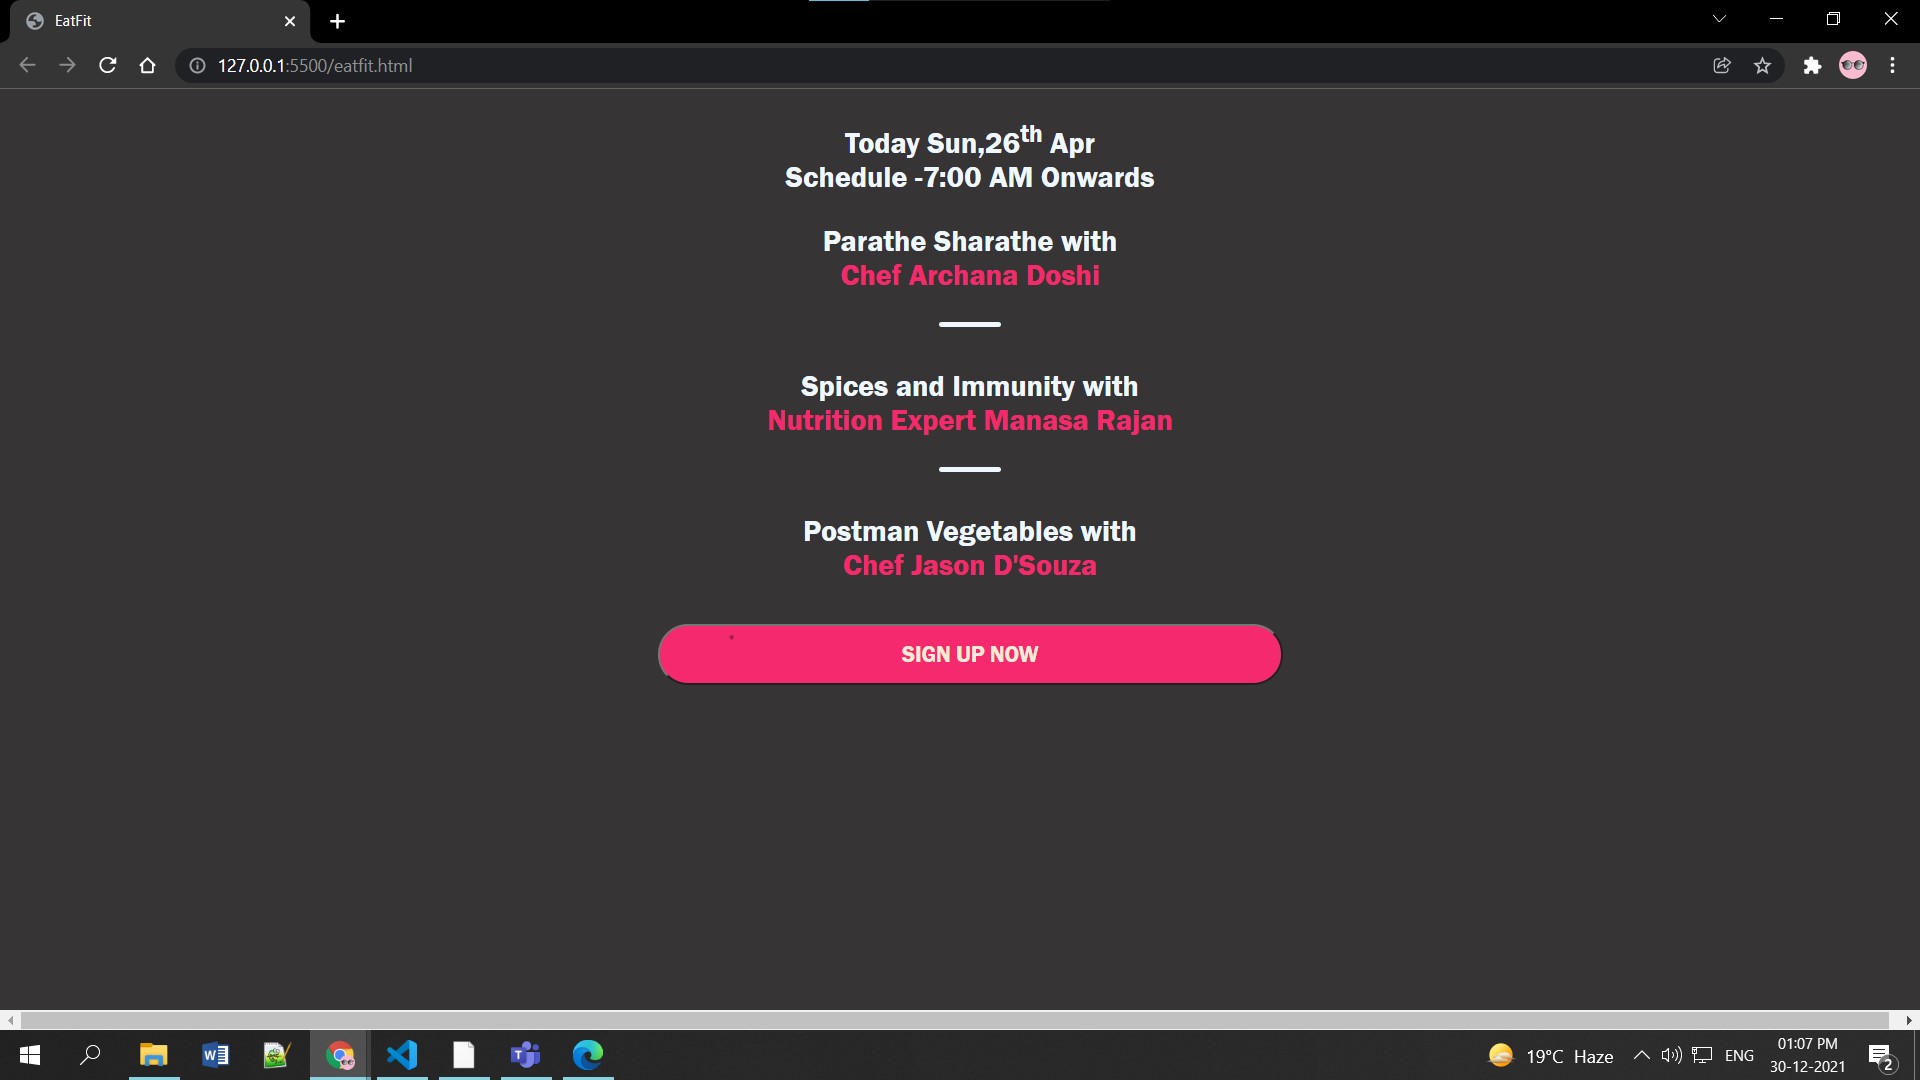 EatFit
127.0.0.1:5500/eatfit.html
Today Sun,26th Apr
Schedule -7:00 AM Onwards
Parathe Sharathe with
Chef Archana Doshi
Spices and Immunity with
Nutrition Expert Manasa Rajan
Postman Vegetables with
Chef Jason D'Souza
SIGN UP NOW
19°C Haze
ENG
01:07 PM
30-12-2021
2